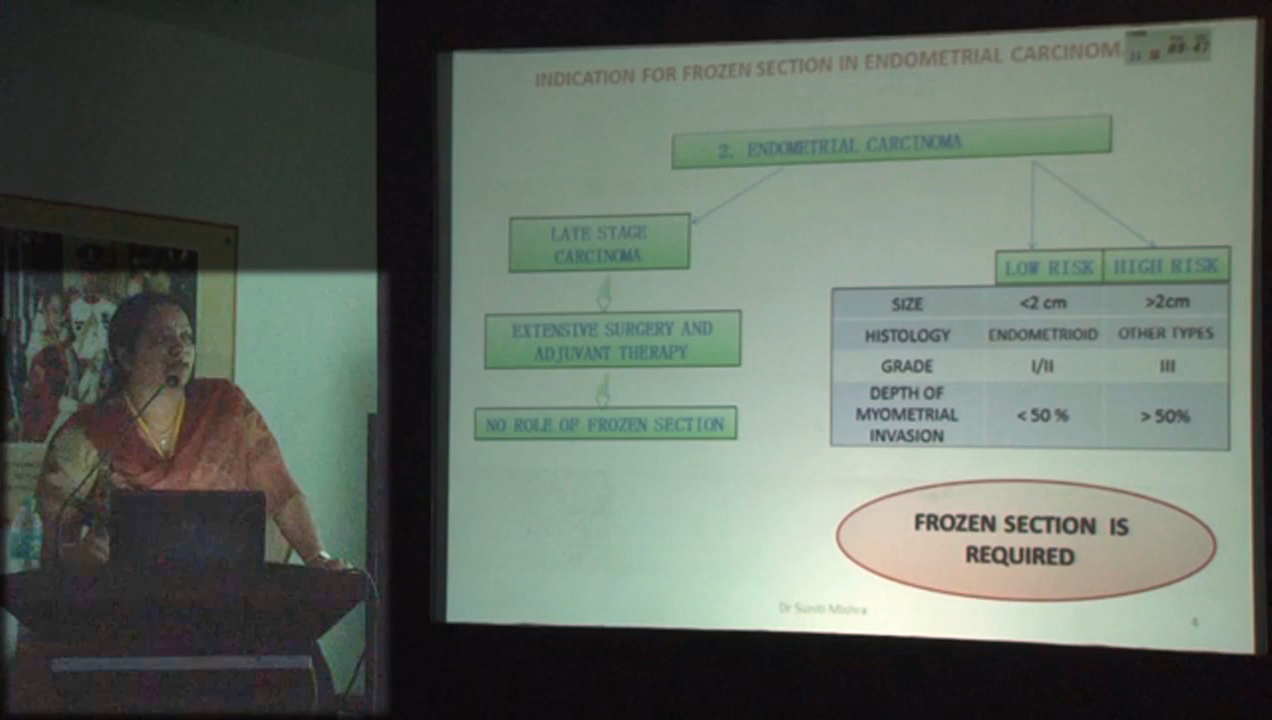 INDICATION FOR FROZEN SECTION IN ENDOMETRIAL CARCINOM
2. ENDOMETRIAL CARCINOMA
LATE STAGE
CARCINOMA
EXTENSIVE SURGERY AND
ADJUVANT THERAPY
NO ROLE OF FROZEN SECTION
LOW RISK HIGH RISK
SIZE <2 cm >2cm
HISTOLOGY ENDOMETRIOID OTHER TYPES
GRADE I/II III
DEPTH OF
MYOMETRIAL
INVASION < 50 % > 50%
FROZEN SECTION IS
REQUIRED
Dr Suniti Mishra
4